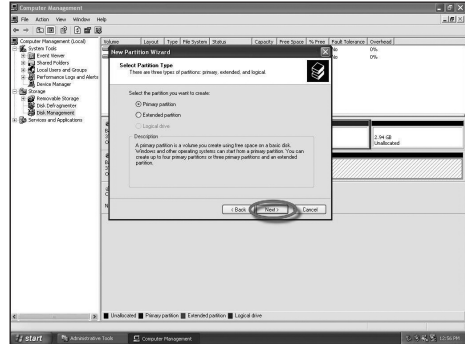 Computer Management
File Action View Window Help
Computer Management (Local)
System Tools
Event Viewer
Shared Folders
Local Users and Groups
Performance Logs and Alerts
Device Manager
Storage
Removable Storage
Disk Defragmenter
Disk Management
Services and Applications
Volume Layout Type File System Status Capacity Free Space % Free Fault Tolerance Overhead
0%
0%
New Partition Wizard
Select Partition Type
There are three types of partitions: primary, extended, and logical.
Select the partition you want to create:
Primary partition
Extended partition
Logical drive
Description
A primary partition is a volume you create using free space on a basic disk.
Windows and other operating systems can start from a primary partition. You can
create up to four primary partitions or three primary partitions and an extended
partition.
< Back Next > Cancel
2.94 GB
Unallocated
Unallocated Primary partition Extended partition Logical drive
start Administrative Tools Computer Management 12:56 PM